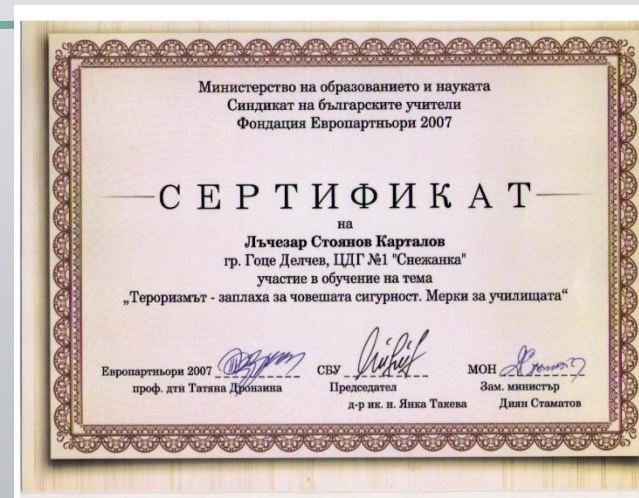 Министерство на образованието и науката
Синдикат на българските учители
Фондация Европартньори 2007
СЕРТИФИКАТ
на
Лъчезар Стоянов Карталов
гр. Гоце Делчев, ЦДГ №1 "Снежанка"
участие в обучение на тема
„Тероризмът - заплаха за човешата сигурност. Мерки за училищата“
Европартньори 2007
проф. дтн Татяна Дронзина
СБУ
Председател
д-р ик. н. Янка Такева
МОН
Зам. министър
Диян Стаматов